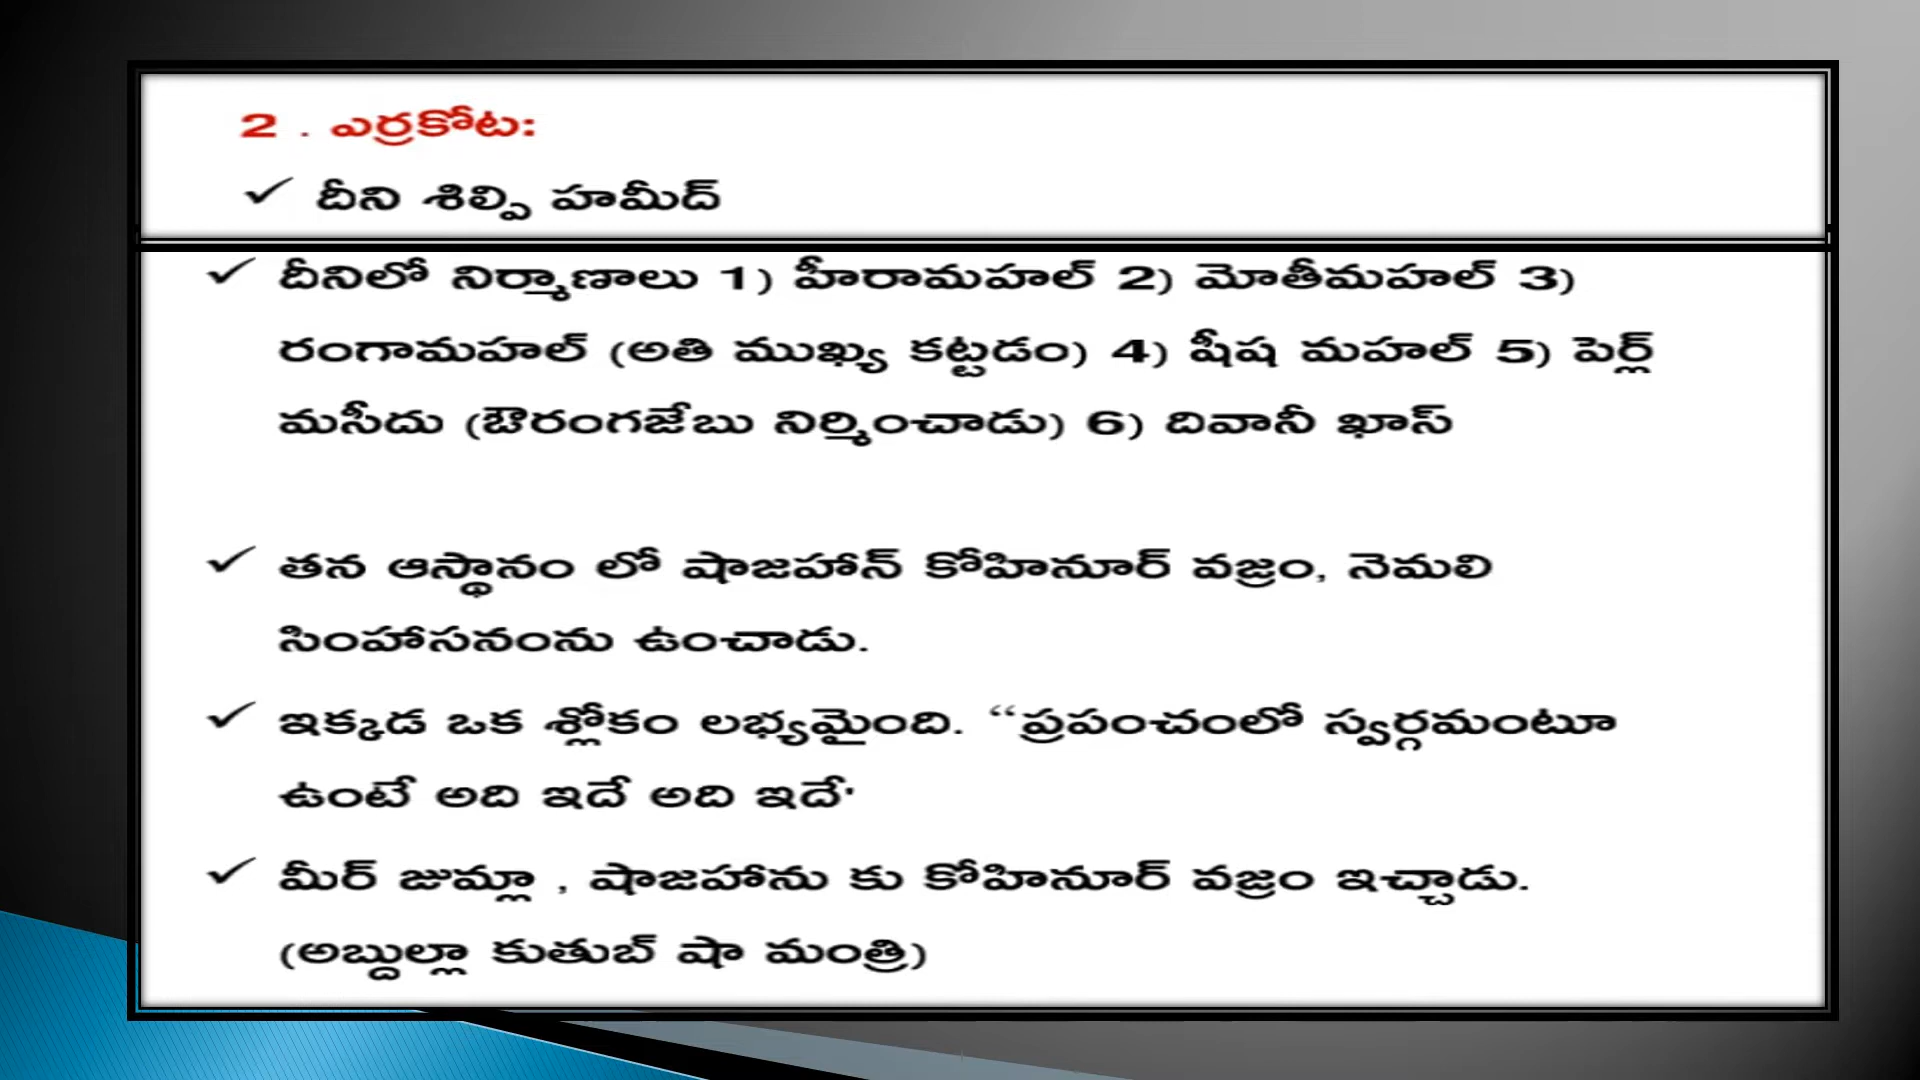 2 . ఎర్రకోట:
✓ దీని శిల్పి హమీద్
✓ దీనిలో నిర్మాణాలు 1) హీరామహల్ 2) మోతీమహల్ 3)
రంగామహల్ (అతి ముఖ్య కట్టడం) 4) షీష మహల్ 5) పెర్ల్
మసీదు (ఔరంగజేబు నిర్మించాడు) 6) దివానీ ఖాస్
✓ తన ఆస్థానం లో షాజహాన్ కోహినూర్ వజ్రం, నెమలి
సింహాసనంను ఉంచాడు.
✓ ఇక్కడ ఒక శ్లోకం లభ్యమైంది. “ప్రపంచంలో స్వర్గమంటూ
ఉంటే అది ఇదే అది ఇదే'
✓ మీర్ జుమ్లా , షాజహాను కు కోహినూర్ వజ్రం ఇచ్చాడు.
(అబ్దుల్లా కుతుబ్ షా మంత్రి)